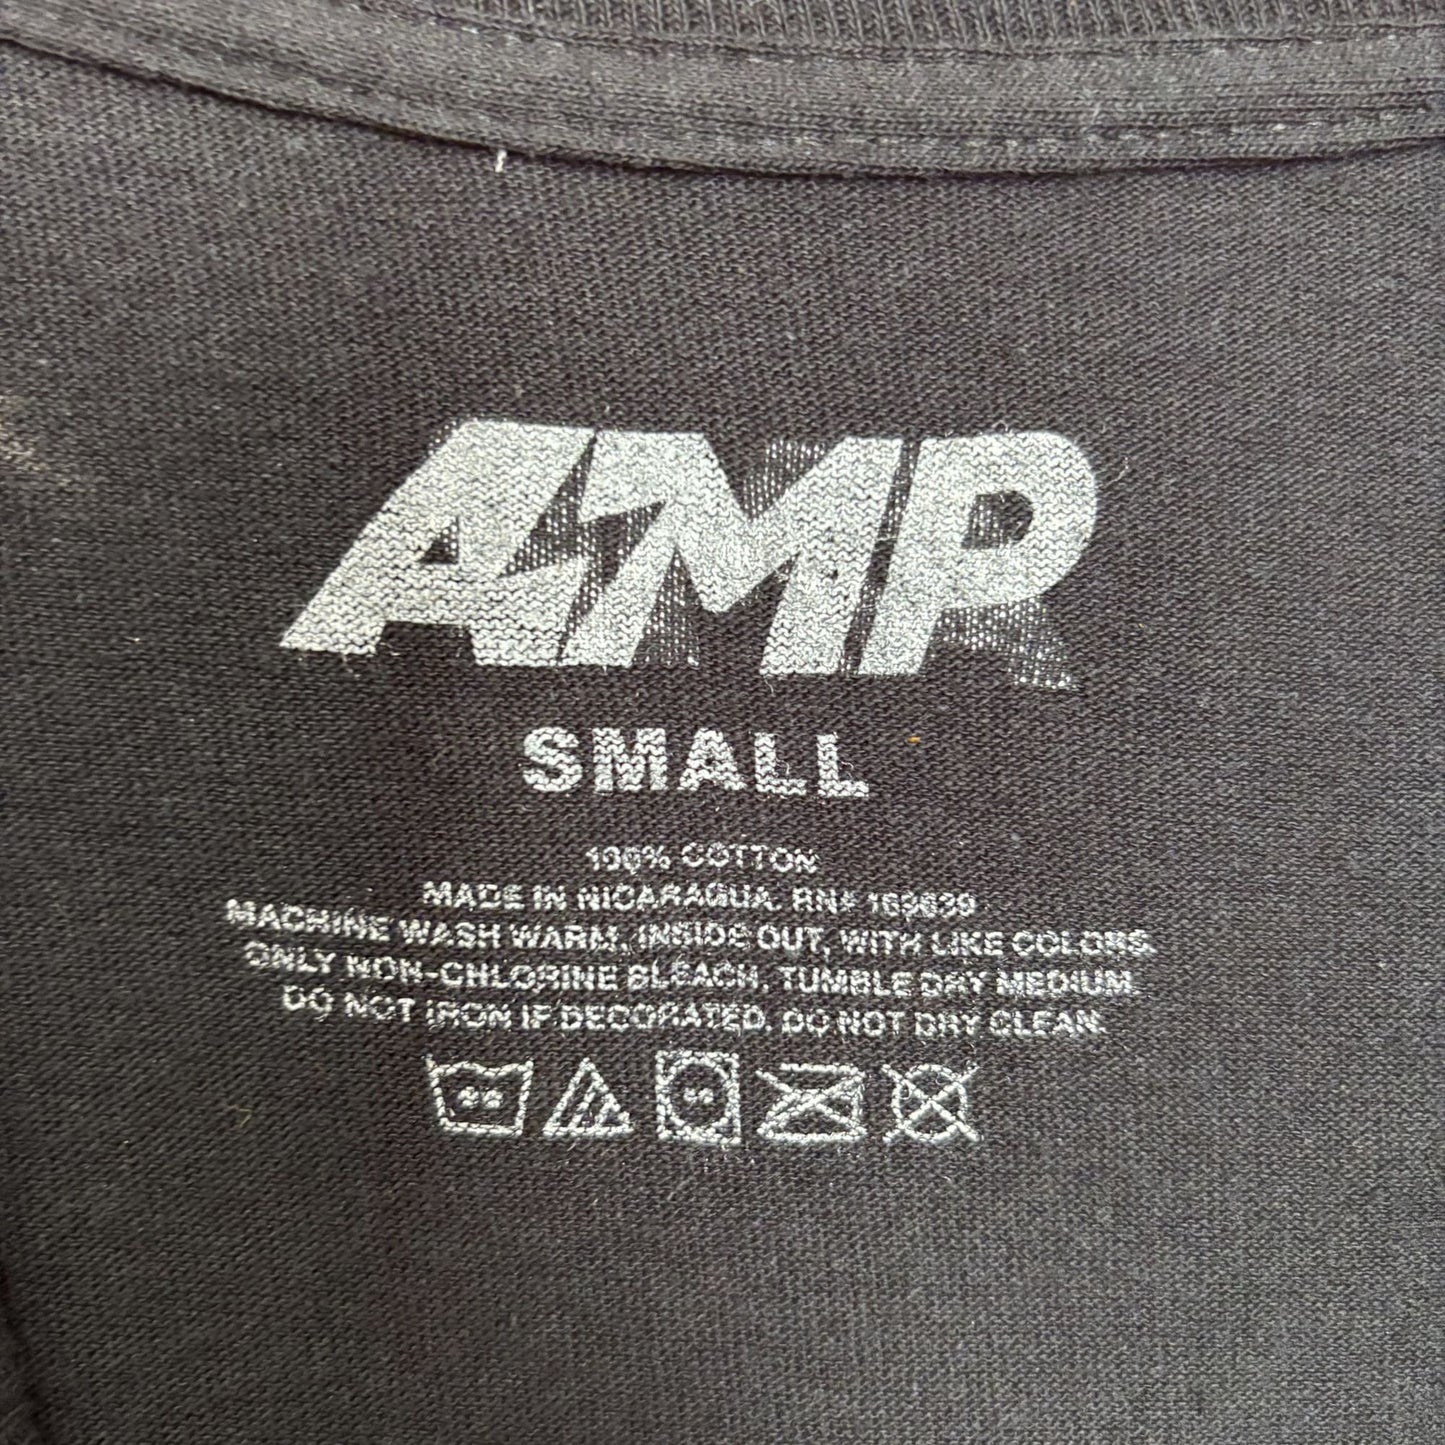 AMP
SMALL
100% COTTON
MADE IN NICARAGUA. RN# 169639
MACHINE WASH WARM, INSIDE OUT, WITH LIKE COLORS.
ONLY NON-CHLORINE BLEACH. TUMBLE DRY MEDIUM.
DO NOT IRON IF DECORATED. DO NOT DRY CLEAN.